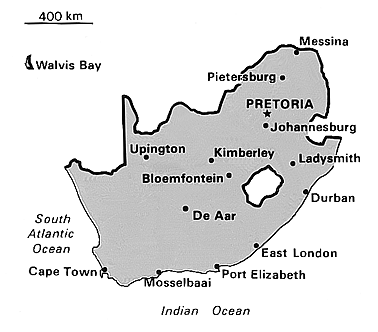 400 km
Messina
Walvis Bay
Pietersburg
PRETORIA
Johannesburg
Upington
Kimberley
Ladysmith
Bloemfontein
Durban
De Aar
South
Atlantic
Ocean
East London
Cape Town
Port Elizabeth
Mosselbaai
Indian Ocean